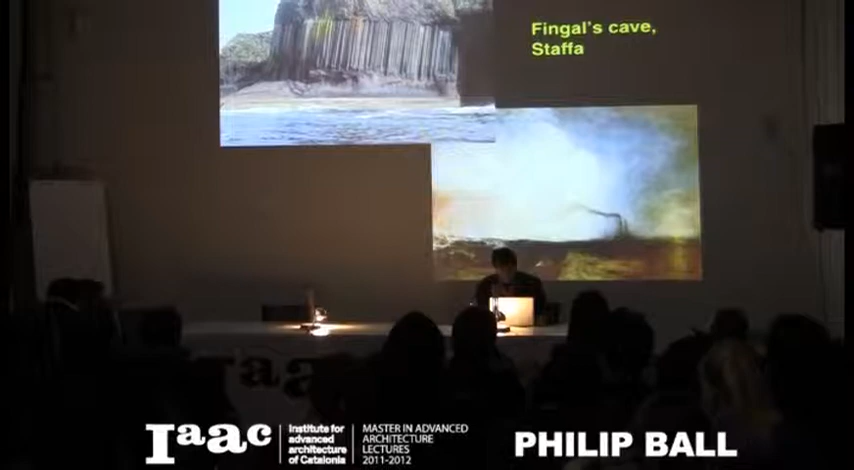 Fingal's cave,
Staffa
Iaac
Iaac
Institute for
advanced
architecture
of Catalonia
MASTER IN ADVANCED
ARCHITECTURE
LECTURES
2011-2012
PHILIP BALL